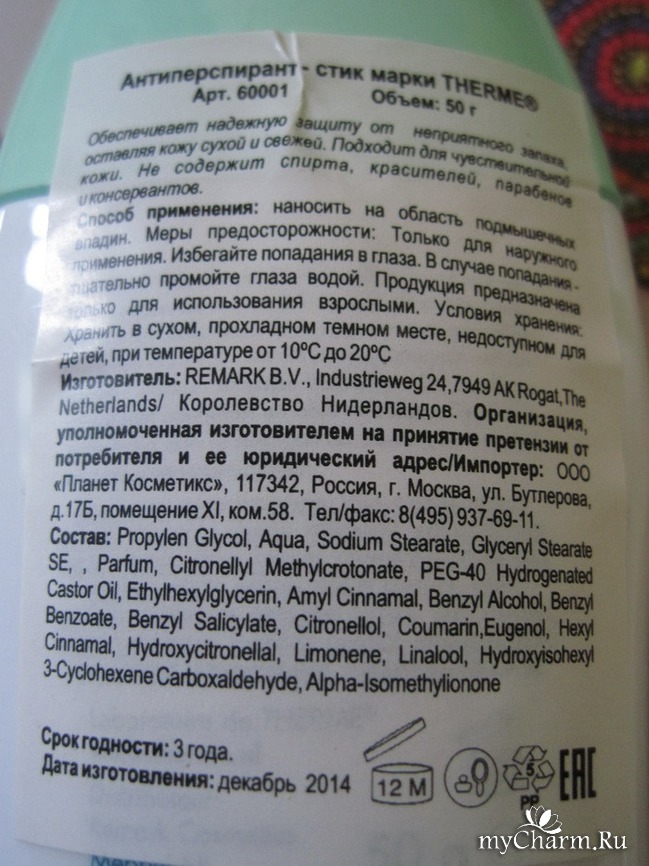 Антиперспирант- стик марки THERME®
Арт. 60001 Объем: 50 г
Обеспечивает надежную защиту от неприятного запаха,
оставляя кожу сухой и свежей. Подходит для чувствительной
кожи. Не содержит спирта, красителей, парабенов
и консервантов.
Способ применения: наносить на область подмышечных
впадин. Меры предосторожности: Только для наружного
применения. Избегайте попадания в глаза. В случае попадания -
тщательно промойте глаза водой. Продукция предназначена
только для использования взрослыми. Условия хранения:
Хранить в сухом, прохладном темном месте, недоступном для
детей, при температуре от 10ºC до 20ºC
Изготовитель: REMARK B.V., Industrieweg 24,7949 AK Rogat,The
Netherlands/ Королевство Нидерландов. Организация,
уполномоченная изготовителем на принятие претензии от
потребителя и ее юридический адрес/Импортер: ООО
«Планет Косметикс», 117342, Россия, г. Москва, ул. Бутлерова,
д.17Б, помещение XI, ком.58. Тел/факс: 8(495) 937-69-11.
Состав: Propylen Glycol, Aqua, Sodium Stearate, Glyceryl Stearate
SE, , Parfum, Citronellyl Methylcrotonate, PEG-40 Hydrogenated
Castor Oil, Ethylhexylglycerin, Amyl Cinnamal, Benzyl Alcohol, Benzyl
Benzoate, Benzyl Salicylate, Citronellol, Coumarin,Eugenol, Hexyl
Cinnamal, Hydroxycitronellal, Limonene, Linalool, Hydroxyisohexyl
3-Cyclohexene Carboxaldehyde, Alpha-Isomethylionone
Срок годности: 3 года.
Дата изготовления: декабрь 2014
12 M
5
PP
EAC
myCharm.Ru